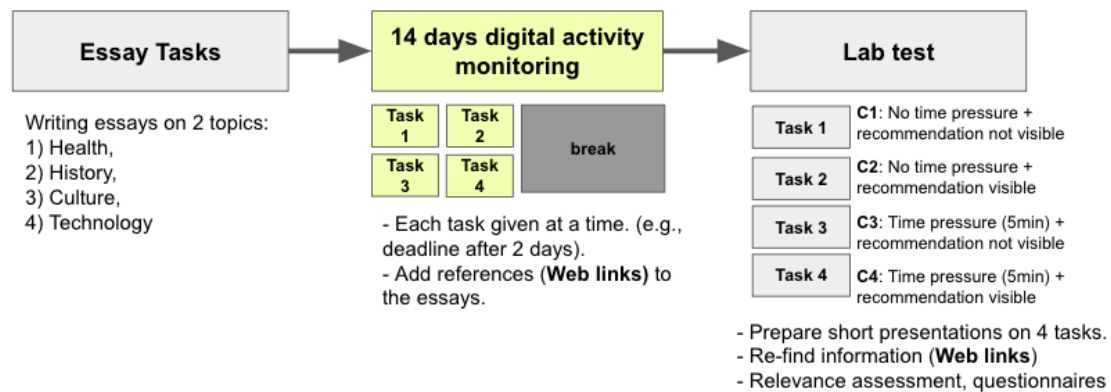 Essay Tasks
14 days digital activity
monitoring
Lab test
Writing essays on 2 topics:
1) Health,
2) History,
3) Culture,
4) Technology
Task
1
Task
2
Task
3
Task
4
break
- Each task given at a time. (e.g.,
deadline after 2 days).
- Add references (Web links) to
the essays.
Task 1
C1: No time pressure +
recommendation not visible
Task 2
C2: No time pressure +
recommendation visible
Task 3
C3: Time pressure (5min) +
recommendation not visible
Task 4
C4: Time pressure (5min) +
recommendation visible
- Prepare short presentations on 4 tasks.
- Re-find information (Web links)
- Relevance assessment, questionnaires